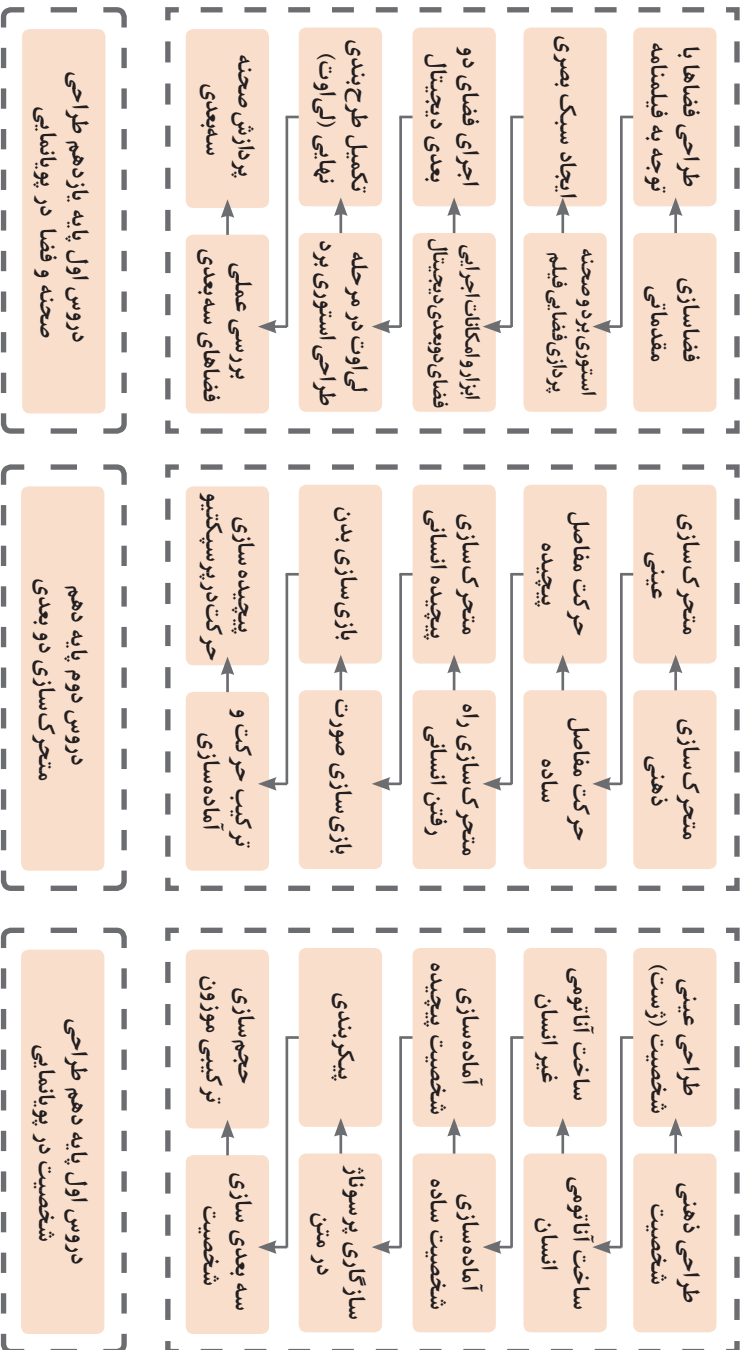 طراحی ذهنی
شخصیت
طراحی عینی
شخصیت (ژست)
ساخت آناتومی
انسان
ساخت آناتومی
غیر انسان
آماده‌سازی
شخصیت ساده
آماده‌سازی
شخصیت پیچیده
سازگاری پرسوناژ
در متن
پیکربندی
سه بعدی سازی
شخصیت
حجم‌سازی
ترکیبی موزون
دروس اول پایه دهم طراحی
شخصیت در پویانمایی
متحرک‌سازی
ذهنی
متحرک‌سازی
عینی
حرکت مفاصل
ساده
حرکت مفاصل
پیچیده
متحرک‌سازی راه
رفتن انسانی
متحرک‌سازی
پیچیده انسانی
بازی‌سازی صورت
بازی‌سازی بدن
ترکیب حرکت و
آماده‌سازی
پیچیده‌سازی
حرکت در پرسپکتیو
دروس دوم پایه دهم
متحرک‌سازی دو بعدی
فضاسازی
مقدماتی
طراحی فضاها با
توجه به فیلمنامه
استوری برد و صحنه
پردازی فضایی فیلم
ایجاد سبک بصری
ابزار و امکانات اجرایی
فضای دوبعدی دیجیتال
اجرای فضای دو
بعدی دیجیتال
لی‌اوت در مرحله
طراحی استوری برد
تکمیل طرح‌بندی
نهایی (لی‌اوت)
بررسی عملی
فضاهای سه‌بعدی
پردازش صحنه
سه‌بعدی
دروس اول پایه یازدهم طراحی
صحنه و فضا در پویانمایی